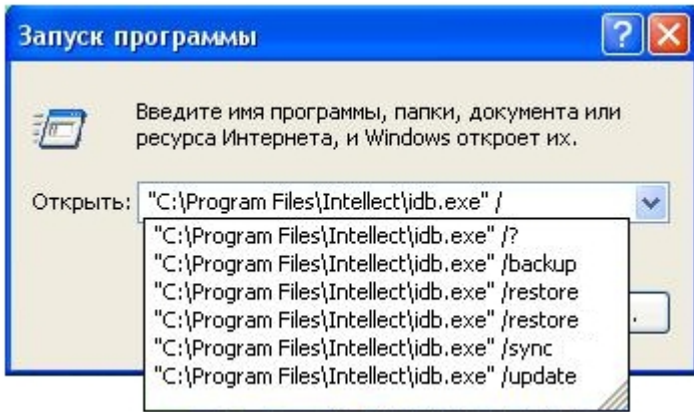 Запуск программы
Введите имя программы, папки, документа или
ресурса Интернета, и Windows откроет их.
Открыть: "C:\Program Files\Intellect\idb.exe" /
"C:\Program Files\Intellect\idb.exe" /?
"C:\Program Files\Intellect\idb.exe" /backup
"C:\Program Files\Intellect\idb.exe" /restore
"C:\Program Files\Intellect\idb.exe" /restore
"C:\Program Files\Intellect\idb.exe" /sync
"C:\Program Files\Intellect\idb.exe" /update